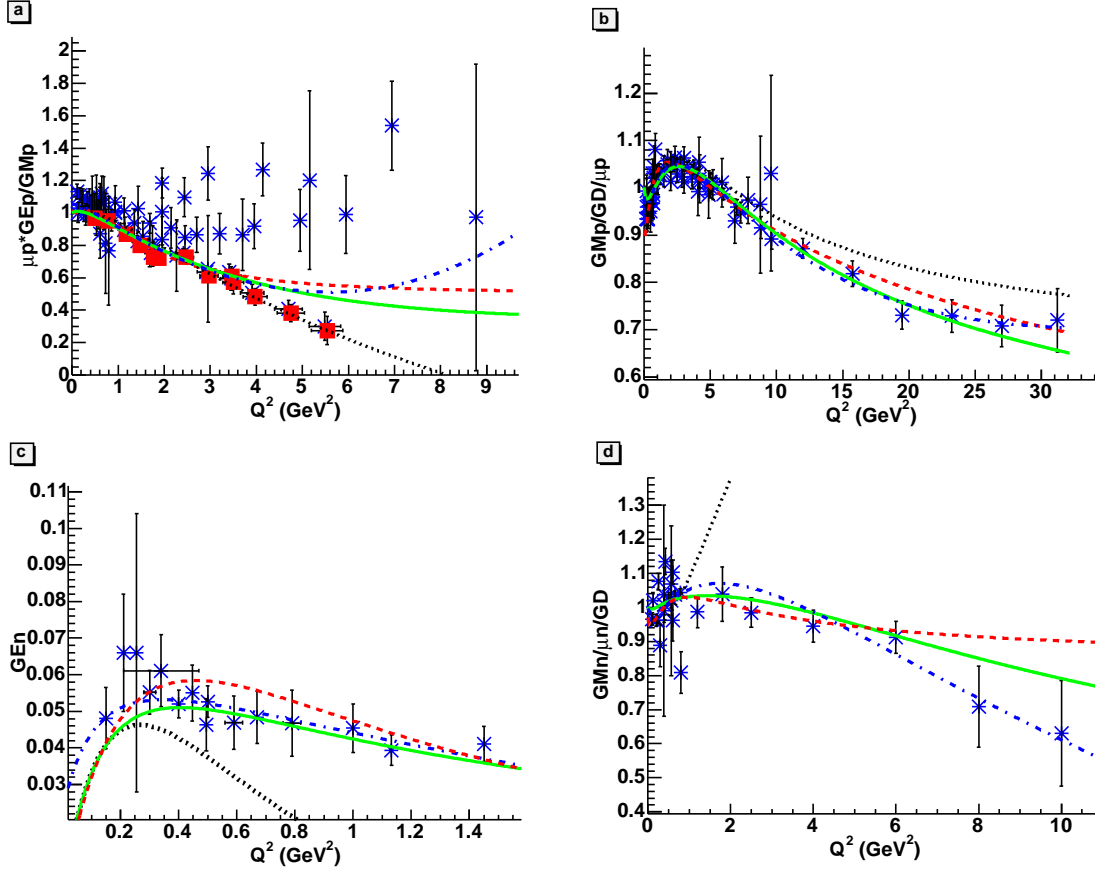 a
μp*GEp/GMp
2
1.8
1.6
1.4
1.2
1
0.8
0.6
0.4
0.2
0
0 1 2 3 4 5 6 7 8 9
Q² (GeV²)
b
GMp/GD/μp
1.2
1.1
1
0.9
0.8
0.7
0.6
0 5 10 15 20 25 30
Q² (GeV²)
c
GEn
0.11
0.1
0.09
0.08
0.07
0.06
0.05
0.04
0.03
0.2 0.4 0.6 0.8 1 1.2 1.4
Q² (GeV²)
d
GMn/μn/GD
1.3
1.2
1.1
1
0.9
0.8
0.7
0.6
0.5
0.4
0 2 4 6 8 10
Q² (GeV²)